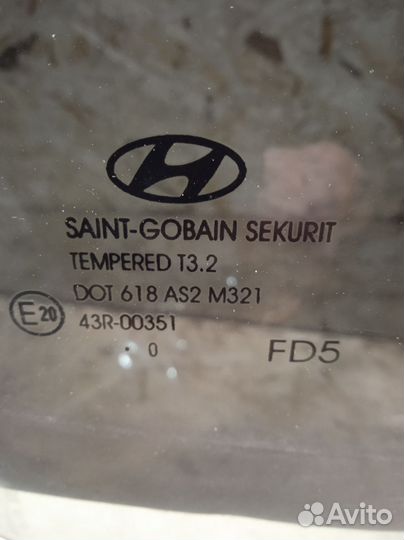 SAINT-GOBAIN SEKURIT
TEMPERED T3.2
DOT 618 AS2 M321
E20 43R-00351
. 0 FD5
Avito